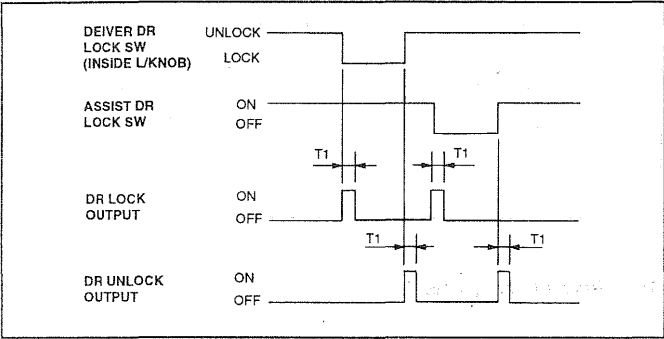 DEIVER DR UNLOCK
LOCK SW
(INSIDE L/KNOB) LOCK
ASSIST DR ON
LOCK SW OFF
T1 T1
DR LOCK ON
OUTPUT OFF
T1 T1
DR UNLOCK ON
OUTPUT OFF